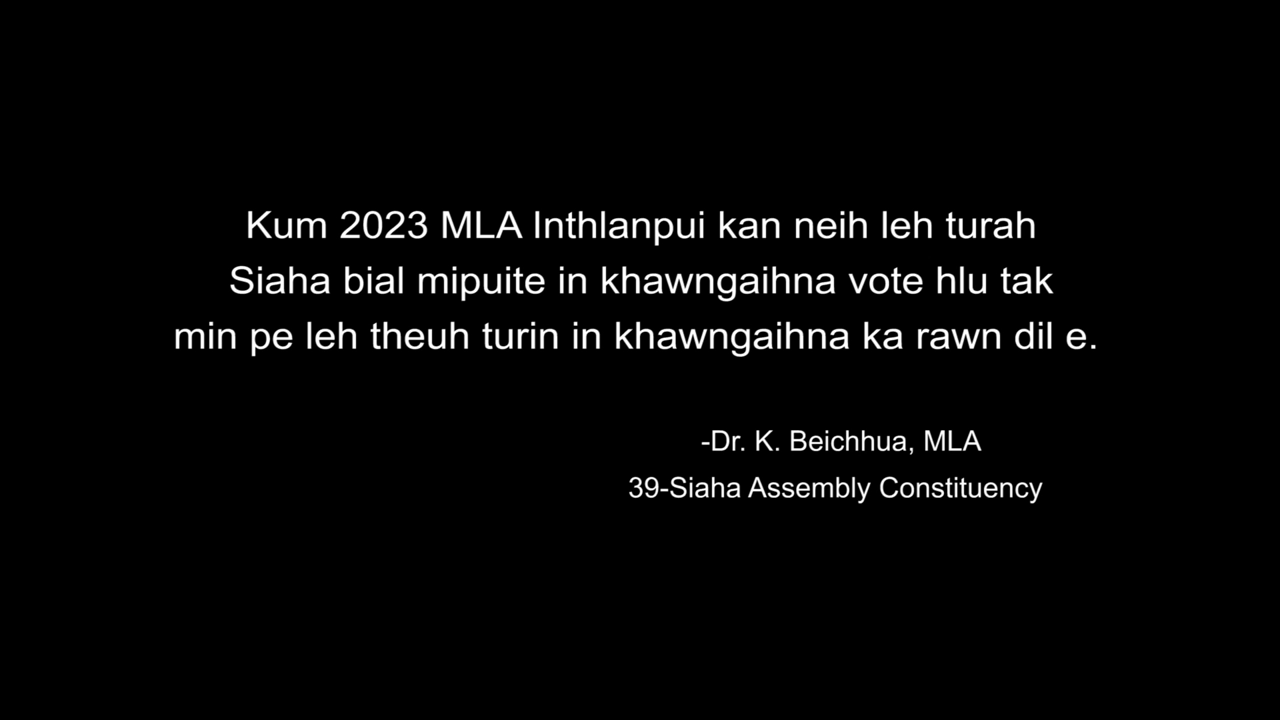 Kum 2023 MLA Inthlanpui kan neih leh turah
Siaha bial mipuite in khawngaihna vote hlu tak
min pe leh theuh turin in khawngaihna ka rawn dil e.
-Dr. K. Beichhua, MLA
39-Siaha Assembly Constituency